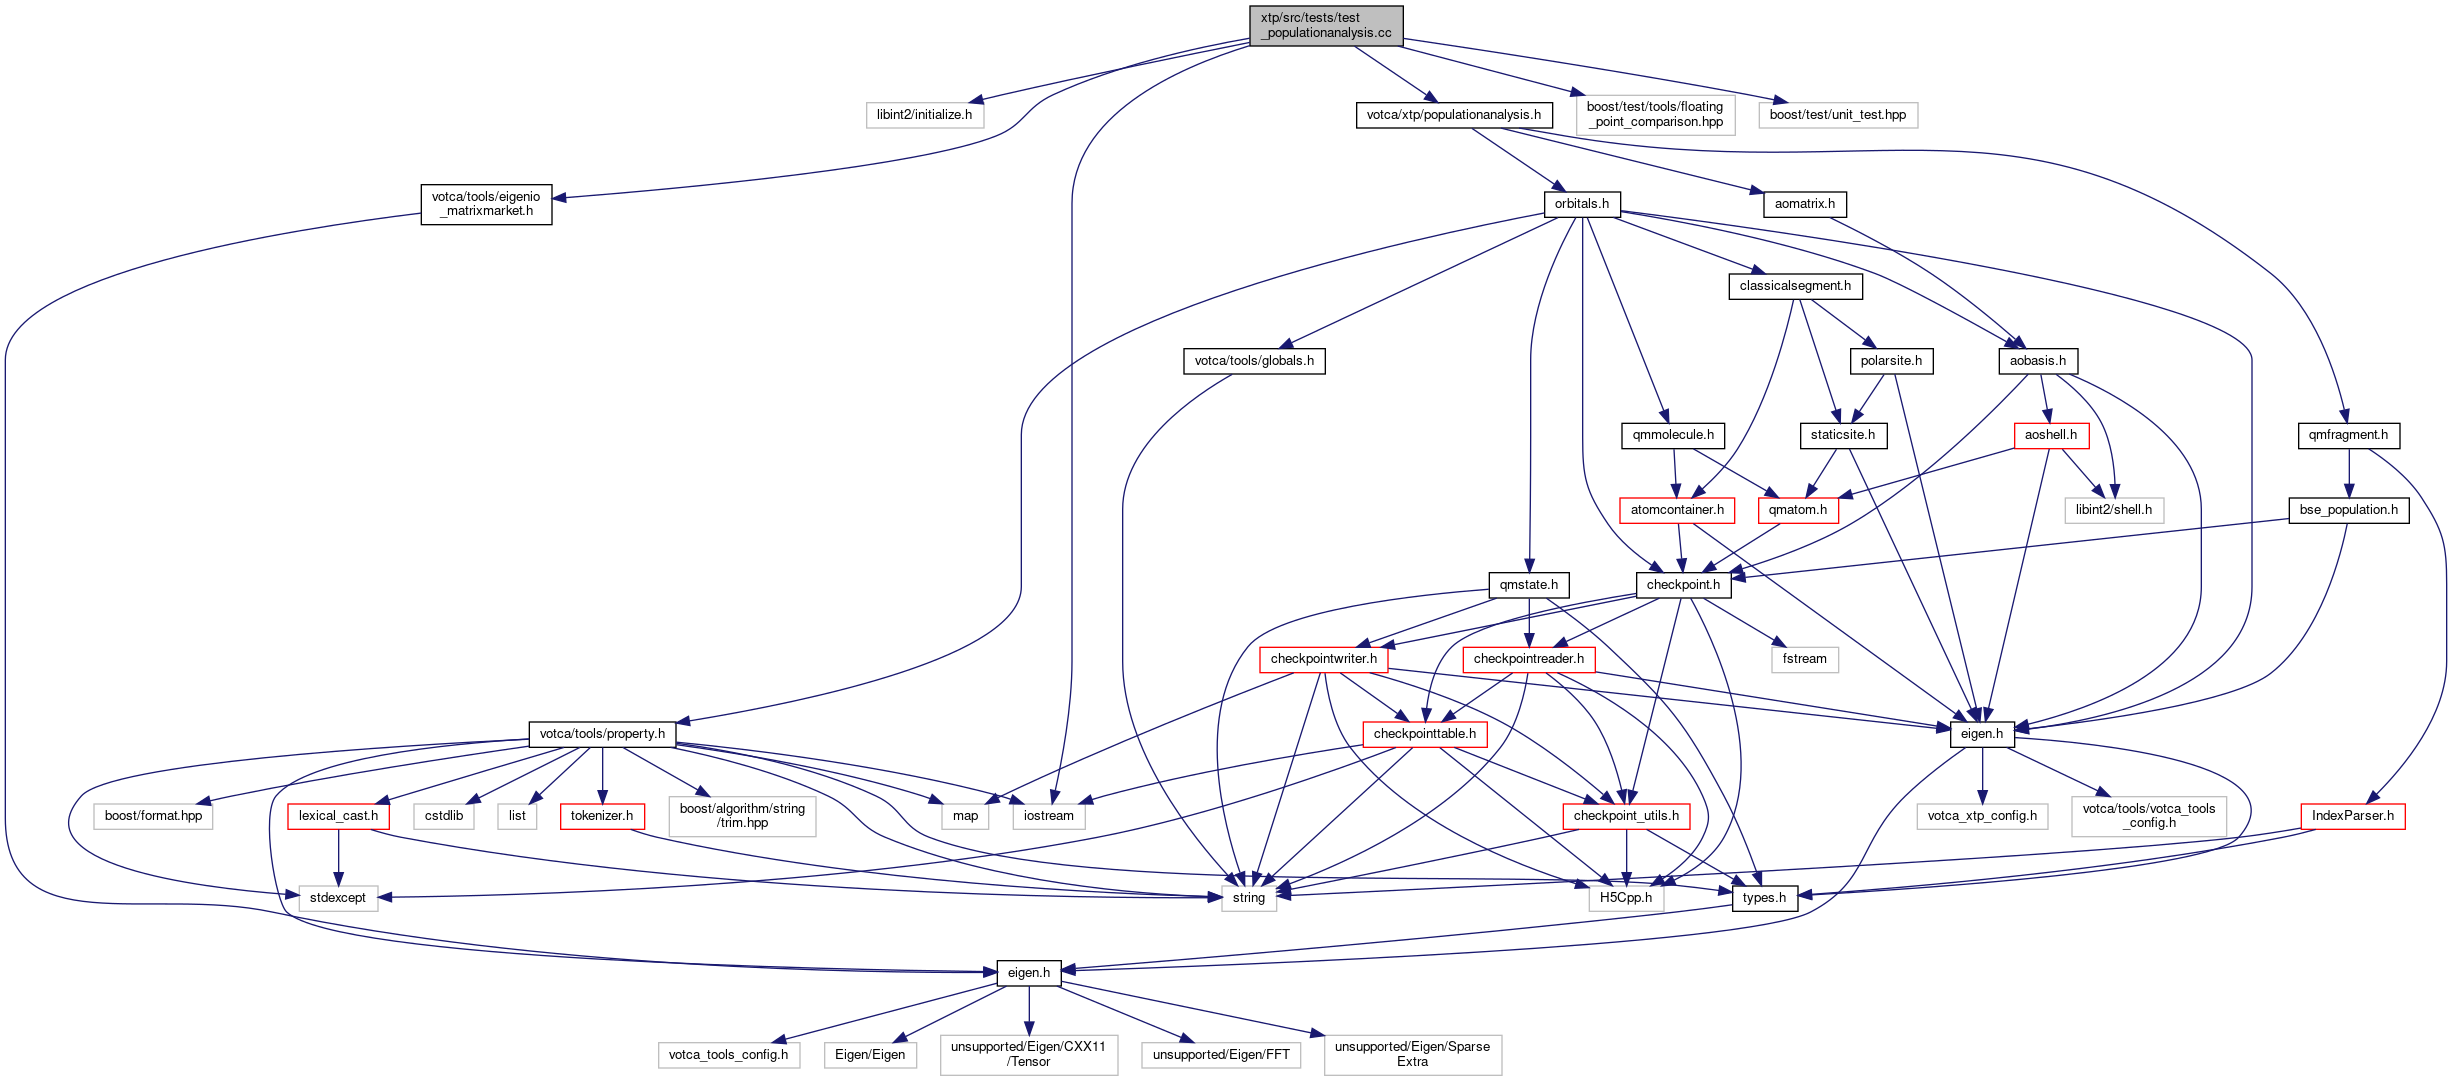 xtp/src/tests/test
_populationanalysis.cc
libint2/initialize.h
votca/xtp/populationanalysis.h
boost/test/tools/floating
_point_comparison.hpp
boost/test/unit_test.hpp
votca/tools/eigenio
_matrixmarket.h
orbitals.h
aomatrix.h
classicalsegment.h
votca/tools/globals.h
polarsite.h
aobasis.h
qmmolecule.h
staticsite.h
aoshell.h
qmfragment.h
atomcontainer.h
qmatom.h
libint2/shell.h
bse_population.h
qmstate.h
checkpoint.h
checkpointwriter.h
checkpointreader.h
fstream
votca/tools/property.h
checkpointtable.h
eigen.h
boost/format.hpp
lexical_cast.h
cstdlib
list
tokenizer.h
boost/algorithm/string
/trim.hpp
map
iostream
checkpoint_utils.h
votca_xtp_config.h
votca/tools/votca_tools
_config.h
IndexParser.h
stdexcept
string
H5Cpp.h
types.h
eigen.h
votca_tools_config.h
Eigen/Eigen
unsupported/Eigen/CXX11
/Tensor
unsupported/Eigen/FFT
unsupported/Eigen/Sparse
Extra